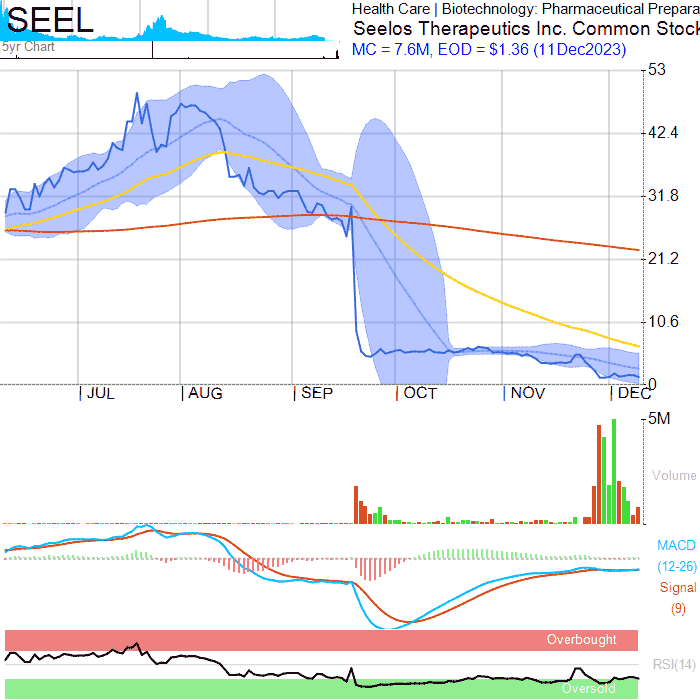 SEEL
5yr Chart
Health Care | Biotechnology: Pharmaceutical Prepara
Seelos Therapeutics Inc. Common Stock
MC = 7.6M, EOD = $1.36 (11Dec2023)
53
42.4
31.8
21.2
10.6
0
JUL
AUG
SEP
OCT
NOV
DEC
5M
Volume
MACD
(12-26)
Signal
(9)
Overbought
RSI(14)
Oversold